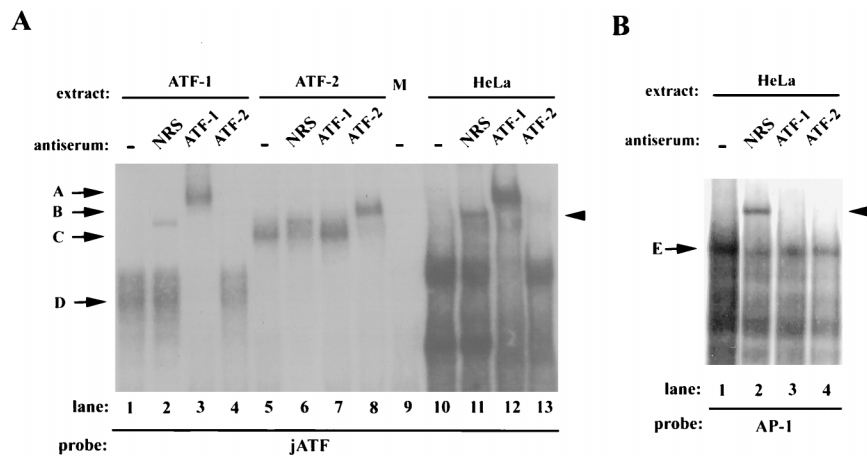 A
extract: ATF-1 ATF-2 M HeLa
antiserum: - NRS ATF-1 ATF-2 - NRS ATF-1 ATF-2 - - NRS ATF-1 ATF-2
A
B
C
D
lane: 1 2 3 4 5 6 7 8 9 10 11 12 13
probe: jATF
B
extract: HeLa
antiserum: - NRS ATF-1 ATF-2
E
lane: 1 2 3 4
probe: AP-1